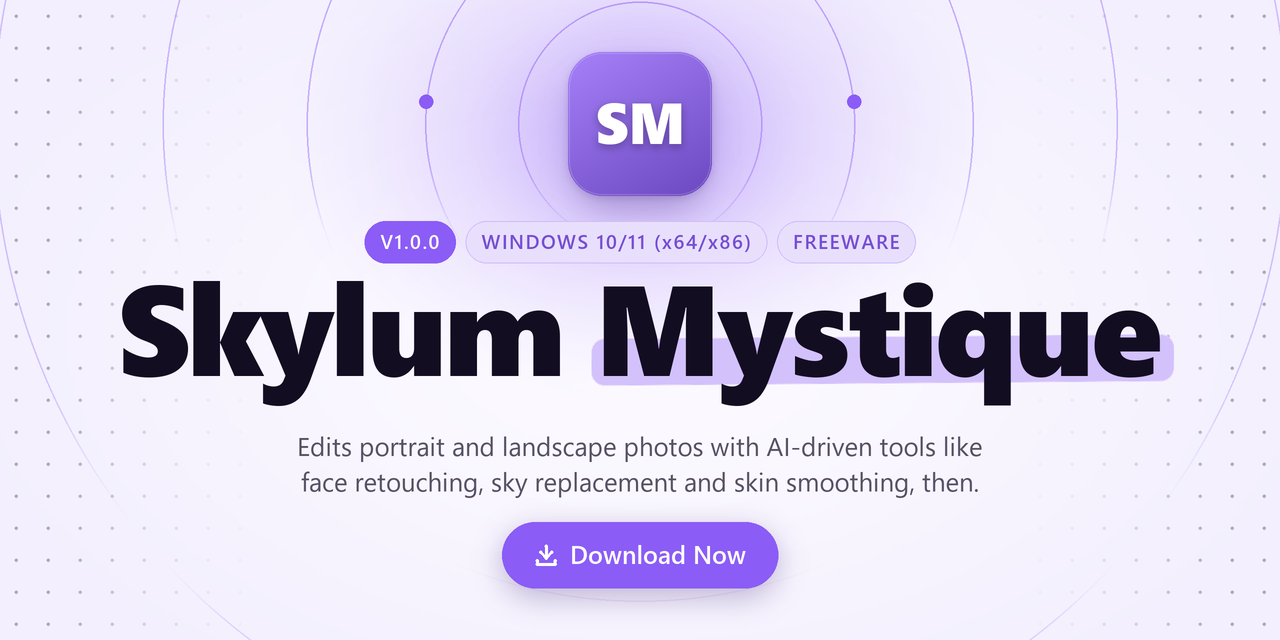 SM
V1.0.0
WINDOWS 10/11 (x64/x86)
FREEWARE
Skylum Mystique
Edits portrait and landscape photos with AI-driven tools like
face retouching, sky replacement and skin smoothing, then.
Download Now